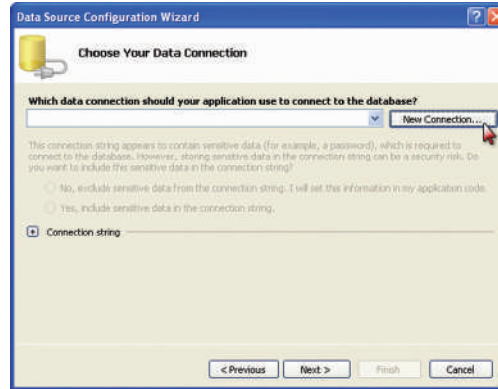 Data Source Configuration Wizard
Choose Your Data Connection
Which data connection should your application use to connect to the database?
New Connection...
This connection string appears to contain sensitive data (for example, a password), which is required to
connect to the database. However, storing sensitive data in the connection string can be a security risk. Do
you want to include this sensitive data in the connection string?
No, exclude sensitive data from the connection string. I will set this information in my application code.
Yes, include sensitive data in the connection string.
Connection string
< Previous
Next >
Finish
Cancel